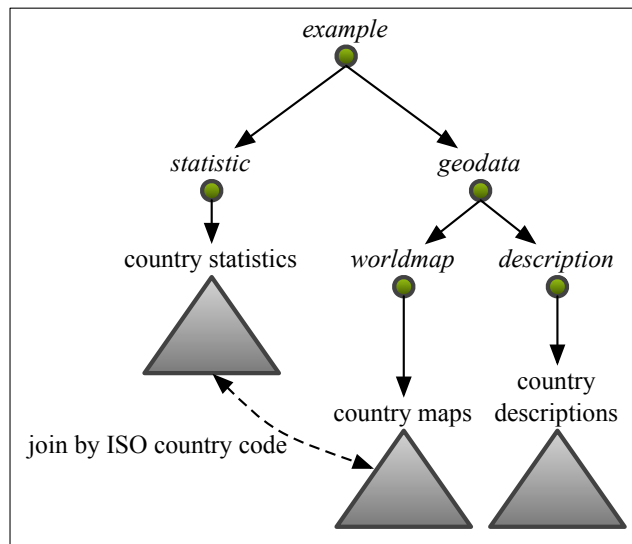 example
statistic
geodata
country statistics
worldmap
description
country maps
country
descriptions
join by ISO country code